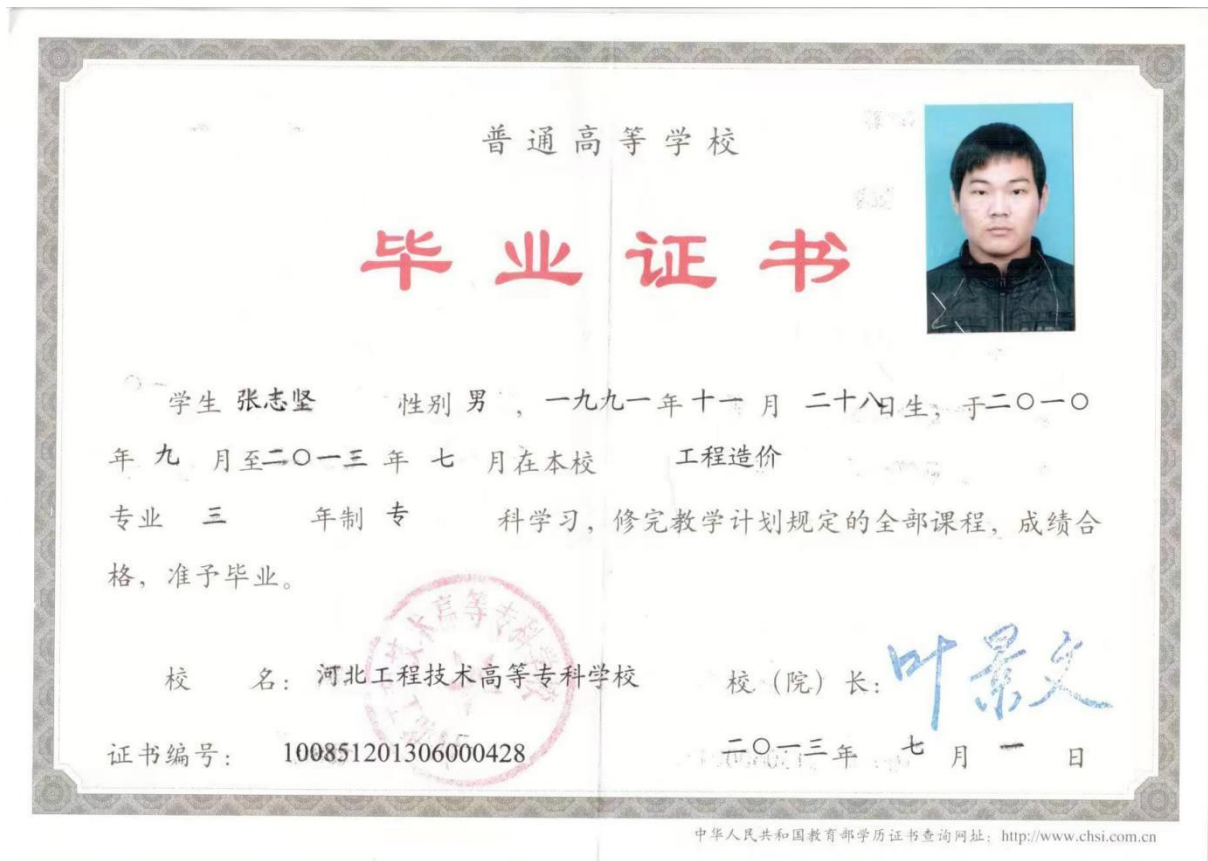 普通高等学校
毕业证书
学生 张志坚 性别 男 ，一九九一年十一月 二十八日生，于二〇一〇
年 九 月至二〇一三 年 七 月在本校 工程造价
专业 三 年制 专 科学习，修完教学计划规定的全部课程，成绩合
格，准予毕业。
校 名：河北工程技术高等专科学校 校（院）长：叶景文
证书编号：100851201306000428 二〇一三年 七 月 一 日
中华人民共和国教育部学历证书查询网址：http://www.chsi.com.cn